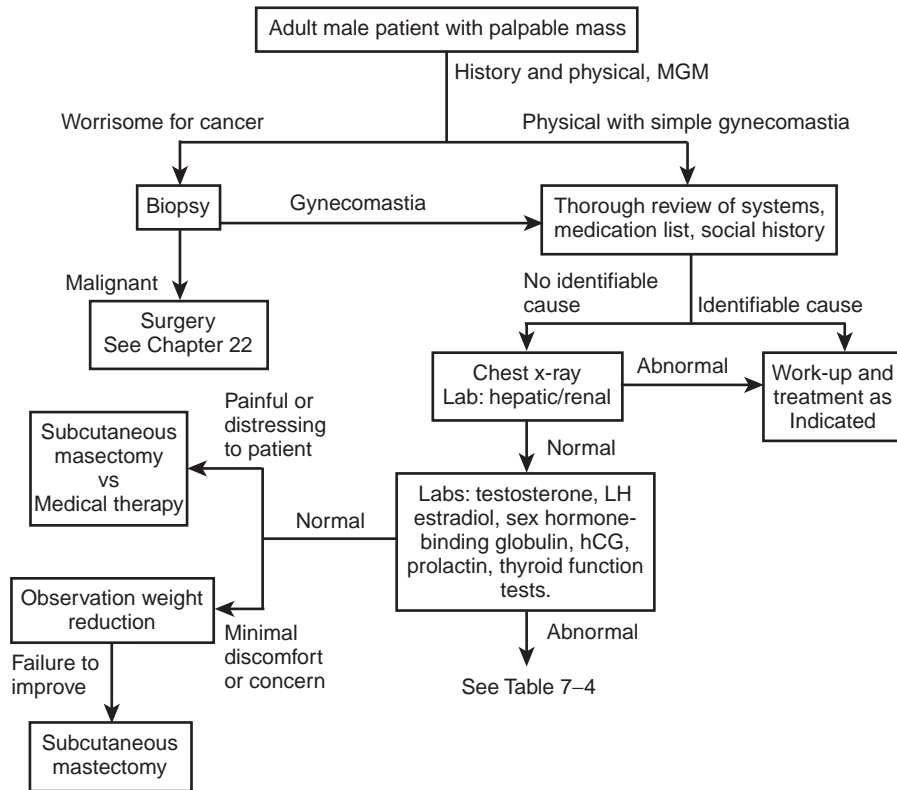 Adult male patient with palpable mass
History and physical, MGM
Worrisome for cancer
Physical with simple gynecomastia
Biopsy
Gynecomastia
Thorough review of systems,
medication list, social history
Malignant
Surgery
See Chapter 22
No identifiable
cause
Identifiable cause
Chest x-ray
Lab: hepatic/renal
Abnormal
Work-up and
treatment as
Indicated
Normal
Labs: testosterone, LH
estradiol, sex hormone-
binding globulin, hCG,
prolactin, thyroid function
tests.
Normal
Painful or
distressing
to patient
Subcutaneous
masectomy
vs
Medical therapy
Minimal
discomfort
or concern
Observation weight
reduction
Failure to
improve
Subcutaneous
mastectomy
Abnormal
See Table 7–4